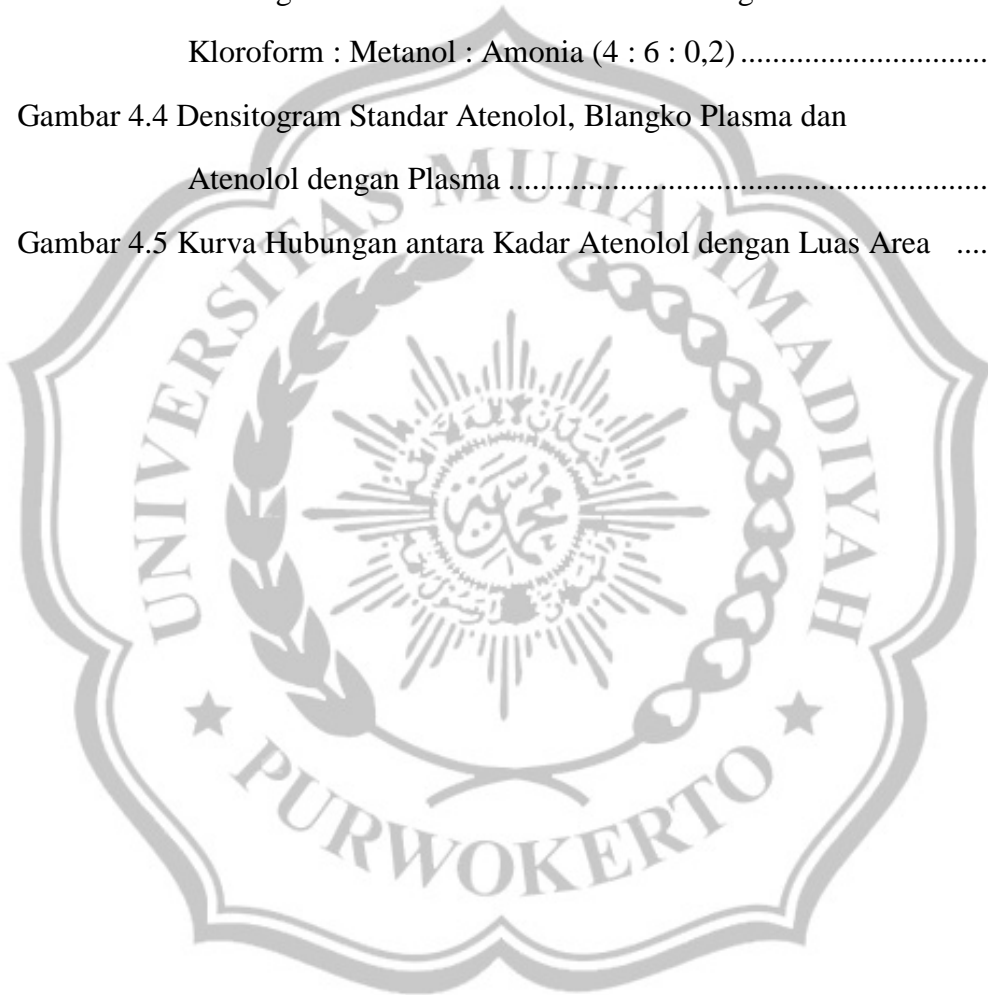 Kloroform : Metanol : Amonia (4 : 6 : 0,2) ..............................
Gambar 4.4 Densitogram Standar Atenolol, Blangko Plasma dan
Atenolol dengan Plasma ..........................................................
Gambar 4.5 Kurva Hubungan antara Kadar Atenolol dengan Luas Area ....
UNIVERSITAS MUHAMMADIYAH
PURWOKERTO